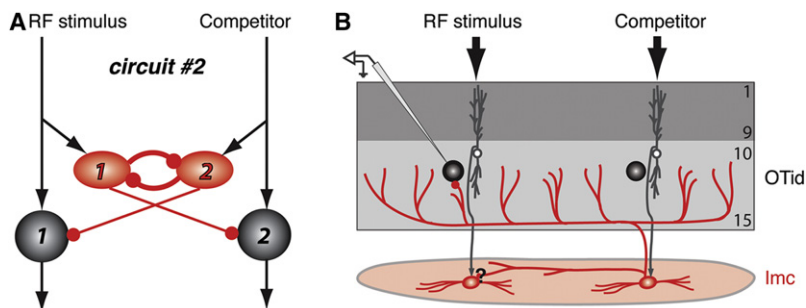 A
RF stimulus
Competitor
circuit #2
1
2
1
2
B
RF stimulus
Competitor
1
9
10
15
OTid
?
Imc